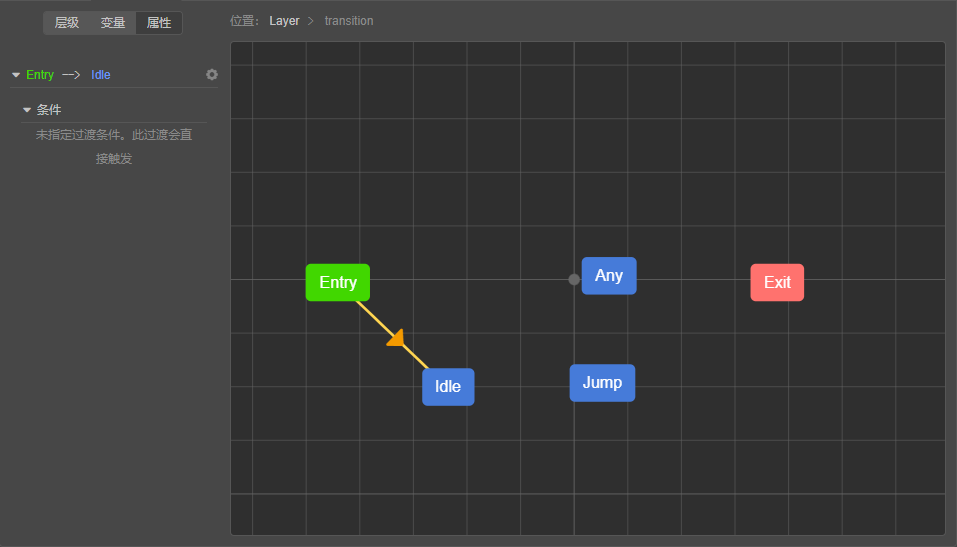 层级 变量 属性
位置: Layer > transition
Entry --> Idle
条件
未指定过渡条件。此过渡会直
接触发
Entry
Any
Exit
Idle
Jump